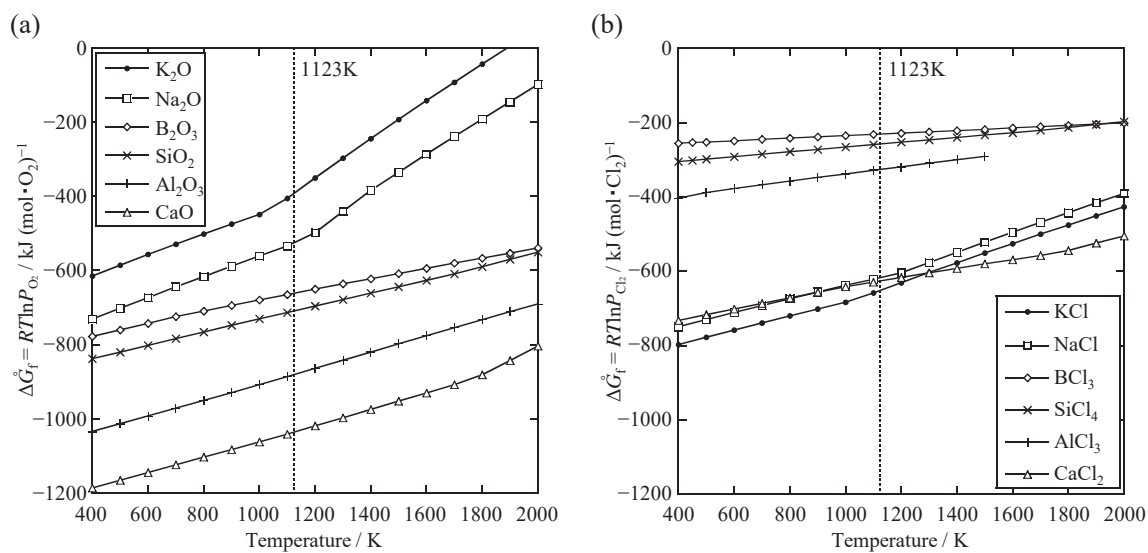 (a)
0
−200
−400
−600
−800
−1000
−1200
ΔG̊f = RTlnPO₂ / kJ (mol•O₂)⁻¹
K₂O
Na₂O
B₂O₃
SiO₂
Al₂O₃
CaO
1123K
400 600 800 1000 1200 1400 1600 1800 2000
Temperature / K
(b)
0
−200
−400
−600
−800
−1000
−1200
ΔG̊f = RTlnPCl₂ / kJ (mol•Cl₂)⁻¹
1123K
KCl
NaCl
BCl₃
SiCl₄
AlCl₃
CaCl₂
400 600 800 1000 1200 1400 1600 1800 2000
Temperature / K